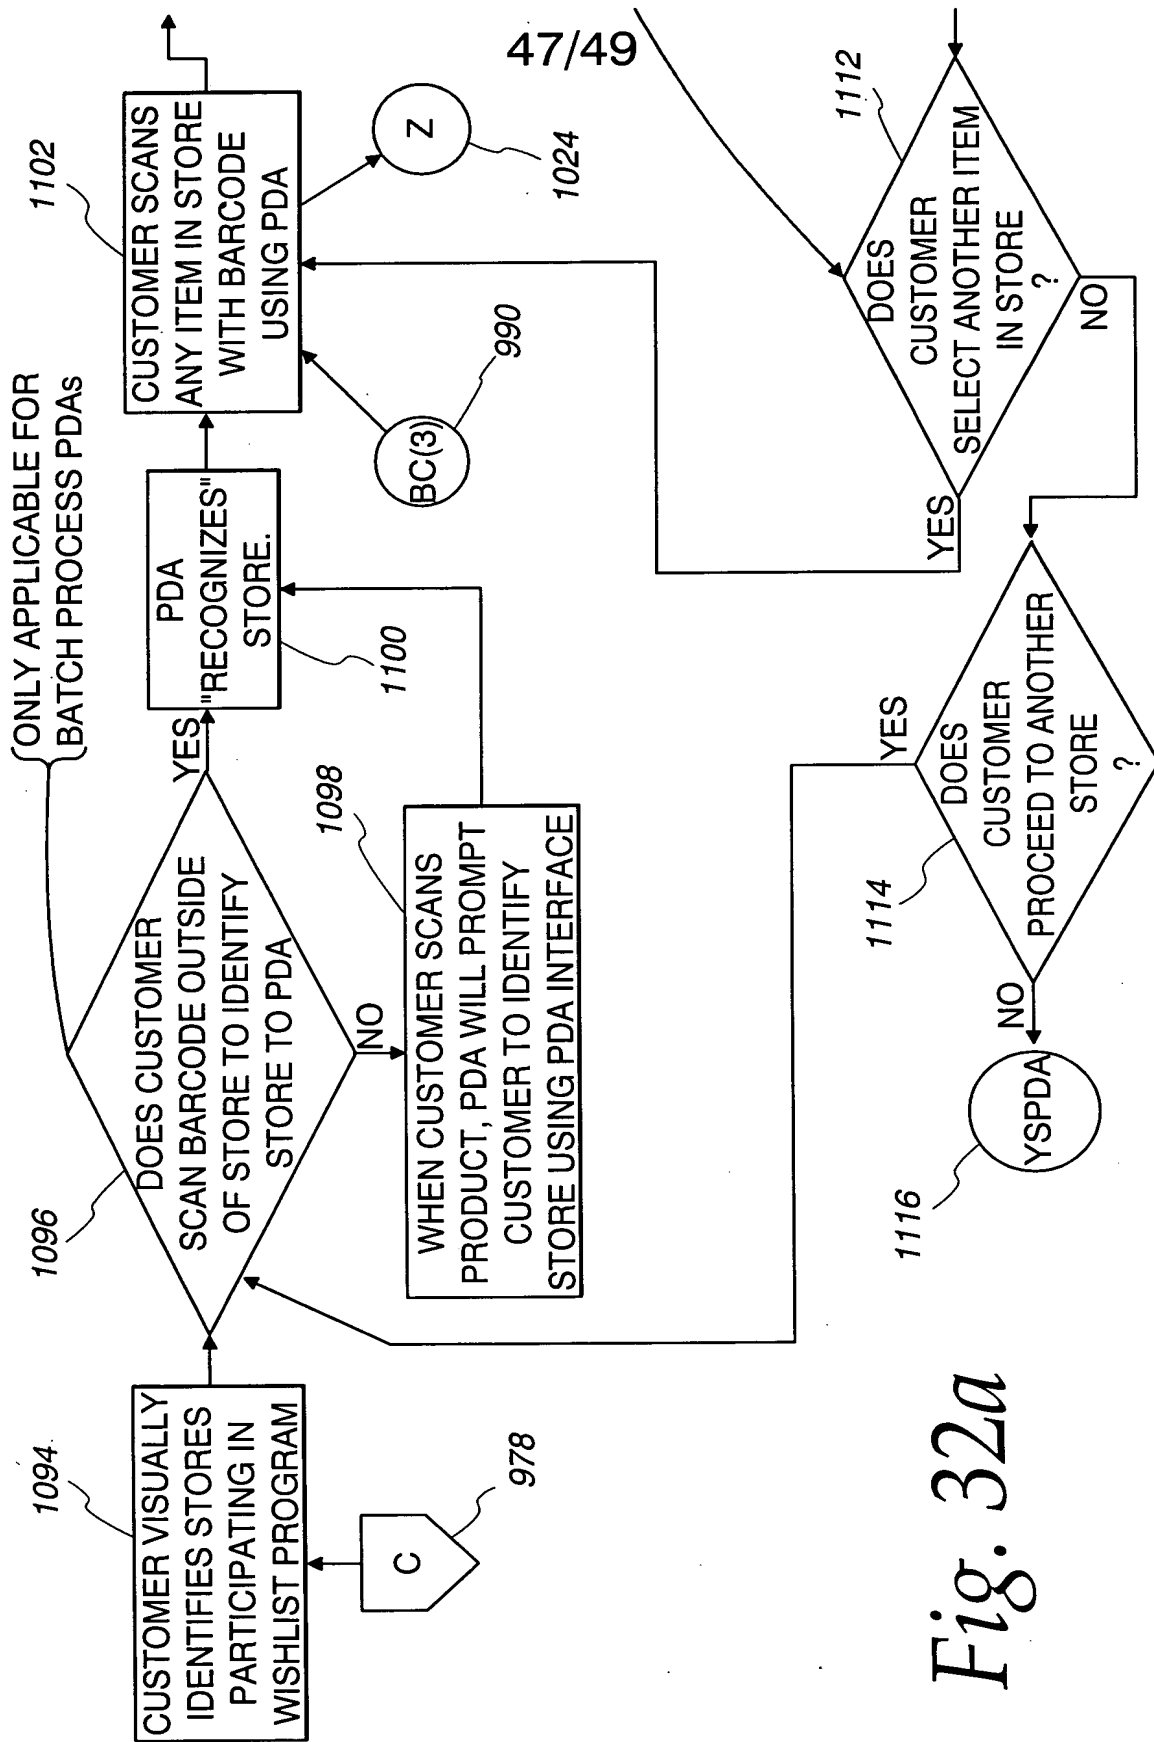 47/49
ONLY APPLICABLE FOR
BATCH PROCESS PDAs
1094
CUSTOMER VISUALLY
IDENTIFIES STORES
PARTICIPATING IN
WISHLIST PROGRAM
C
978
1096
DOES CUSTOMER
SCAN BARCODE OUTSIDE
OF STORE TO IDENTIFY
STORE TO PDA
YES
NO
1098
WHEN CUSTOMER SCANS
PRODUCT, PDA WILL PROMPT
CUSTOMER TO IDENTIFY
STORE USING PDA INTERFACE
PDA
"RECOGNIZES"
STORE.
1100
1102
CUSTOMER SCANS
ANY ITEM IN STORE
WITH BARCODE
USING PDA
BC(3)
990
Z
1024
1112
DOES
CUSTOMER
SELECT ANOTHER ITEM
IN STORE
?
YES
NO
1114
DOES
CUSTOMER
PROCEED TO ANOTHER
STORE
?
YES
NO
YSPDA
1116
Fig. 32a